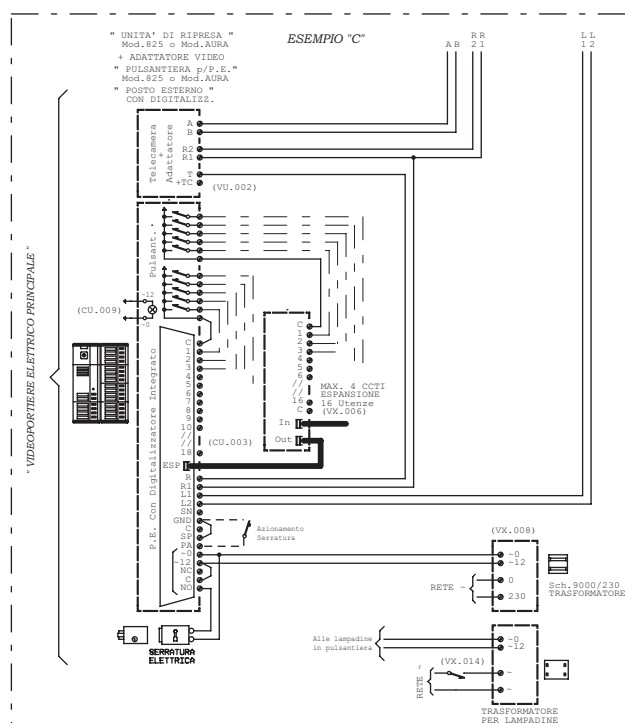 " UNITA' DI RIPRESA "
Mod.825 o Mod.AURA
+ ADATTATORE VIDEO
" PULSANTIERA p/P.E."
Mod.825 o Mod.AURA
" POSTO ESTERNO "
CON DIGITALIZZ.
ESEMPIO "C"
A B
R R
2 1
L L
1 2
" VIDEOPORTIERE ELETTRICO PRINCIPALE "
Telecamera
+
Adattatore
A
B
R2
R1
T
+TC
(VU.002)
Pulsant.
(CU.009)
~12
~0
P.E. Con Digitalizzatore Integrato
C
1
2
3
4
5
6
7
8
9
10
//
//
18
(CU.003)
ESP
R
R1
L1
L2
SN
GND
C
SP
PA
~0
~12
NC
C
NO
C
1
2
3
4
5
6
//
//
16
C
In
Out
MAX. 4 CCTI
ESPANSIONE
16 Utenze
(VX.006)
Azionamento
Serratura
SERRATURA
ELETTRICA
(VX.008)
~0
~12
0
230
RETE ~
Sch.9000/230
TRASFORMATORE
Alle lampadine
in pulsantiera
~0
~12
(VX.014)
RETE ~
~
~
TRASFORMATORE
PER LAMPADINE